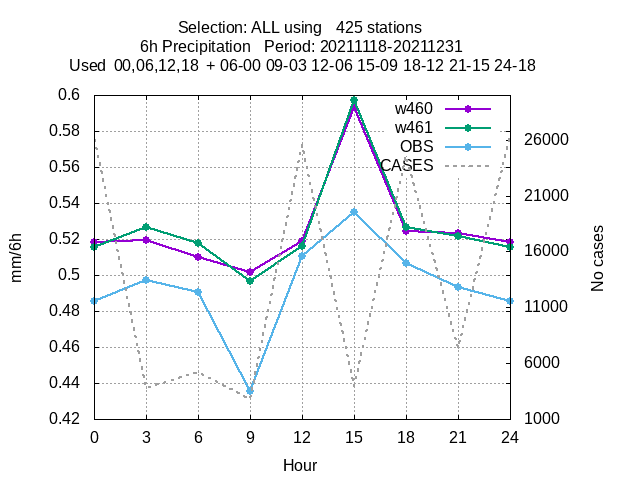 Selection: ALL using   425 stations
6h Precipitation   Period: 20211118-20211231
Used  00,06,12,18  + 06-00 09-03 12-06 15-09 18-12 21-15 24-18
0.6
0.58
0.56
0.54
0.52
0.5
0.48
0.46
0.44
0.42
mm/6h
w460
w461
OBS
CASES
26000
21000
16000
11000
6000
1000
No cases
0 3 6 9 12 15 18 21 24
Hour